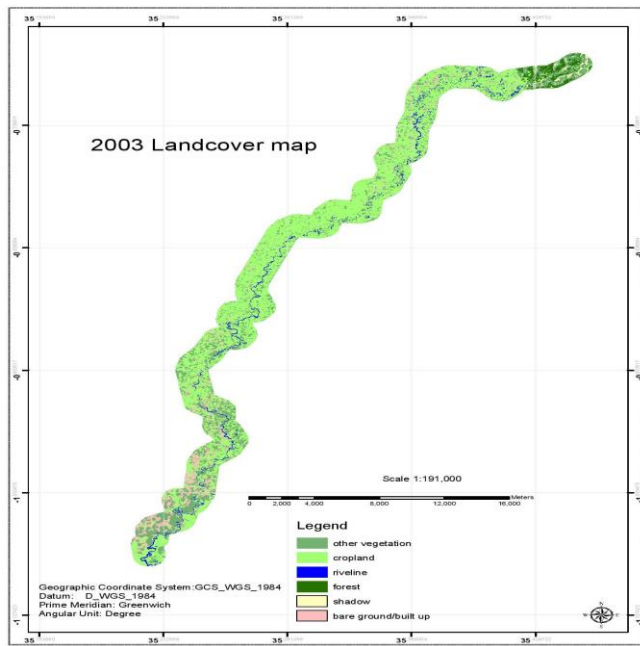 2003 Landcover map
Scale 1:191,000
Meters
0 2,000 4,000 8,000 12,000 16,000
Legend
other vegetation
cropland
riveline
forest
shadow
bare ground/built up
Geographic Coordinate System:GCS_WGS_1984
Datum: D_WGS_1984
Prime Meridian: Greenwich
Angular Unit: Degree